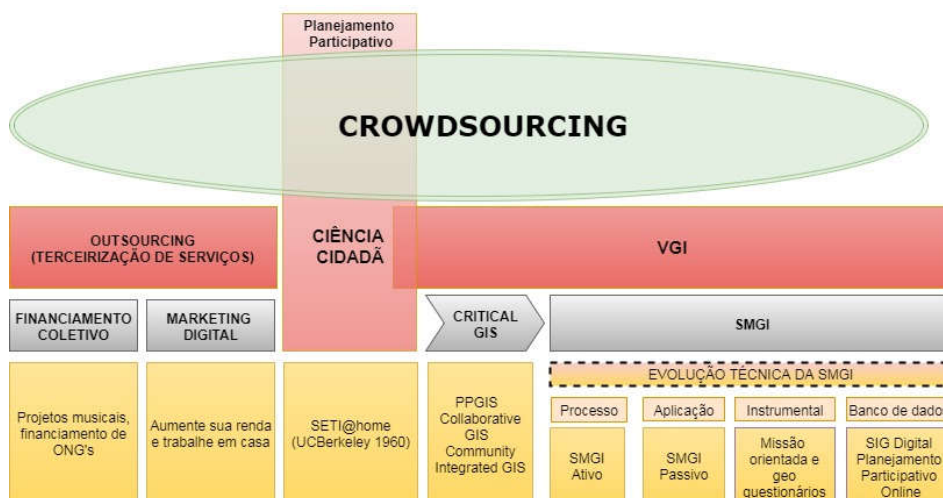 Planejamento
Participativo
CROWDSOURCING
OUTSOURCING
(TERCEIRIZAÇÃO DE SERVIÇOS)
CIÊNCIA
CIDADÃ
VGI
FINANCIAMENTO
COLETIVO
MARKETING
DIGITAL
CRITICAL
GIS
SMGI
EVOLUÇÃO TÉCNICA DA SMGI
Projetos musicais,
financiamento de
ONG's
Aumente sua renda
e trabalhe em casa
SETI@home
(UCBerkeley 1960)
PPGIS
Collaborative
GIS
Community
Integrated GIS
Processo
Aplicação
Instrumental
Banco de dado
SMGI
Ativo
SMGI
Passivo
Missão
orientada e
geo
questionários
SIG Digital
Planejamento
Participativo
Online